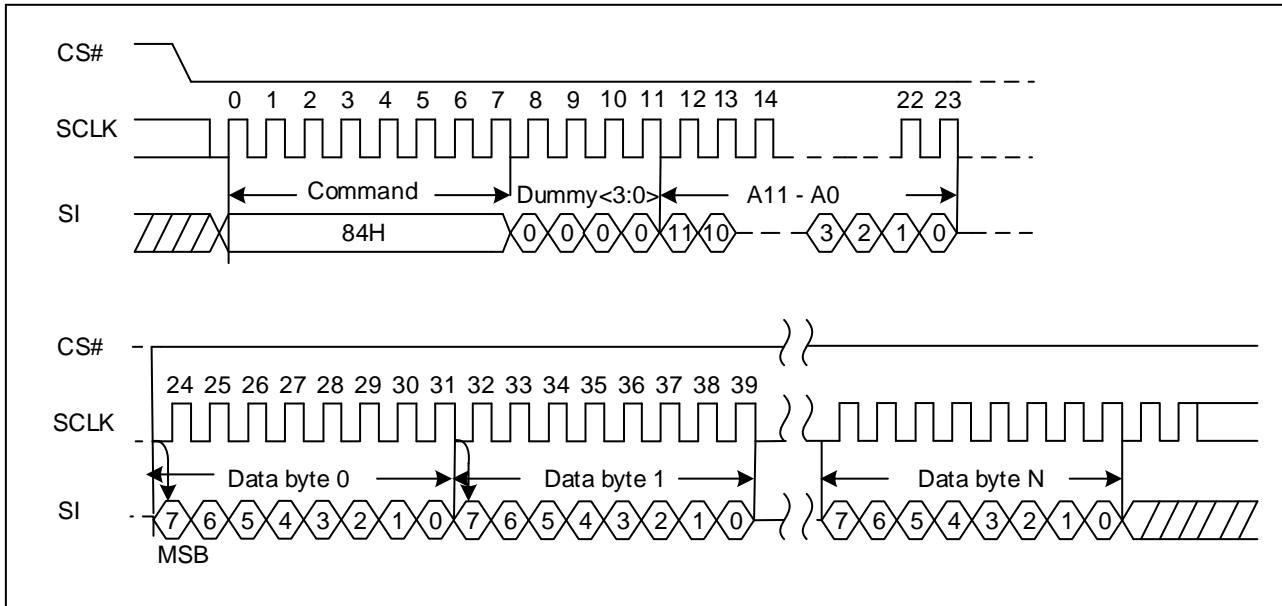 CS#
0 1 2 3 4 5 6 7 8 9 10 11 12 13 14 22 23
SCLK
Command Dummy<3:0> A11 - A0
SI 84H 0 0 0 0 11 10 3 2 1 0
CS#
24 25 26 27 28 29 30 31 32 33 34 35 36 37 38 39
SCLK
Data byte 0 Data byte 1 Data byte N
SI 7 6 5 4 3 2 1 0 7 6 5 4 3 2 1 0 7 6 5 4 3 2 1 0
MSB